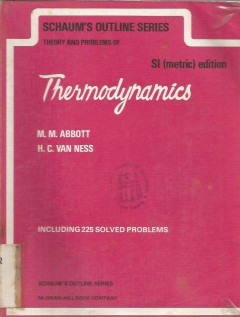 SCHAUM'S OUTLINE SERIES
THEORY AND PROBLEMS OF
SI (metric) edition
Thermodynamics
M. M. ABBOTT
H. C. VAN NESS
INCLUDING 225 SOLVED PROBLEMS
SCHAUM'S OUTLINE SERIES
McGRAW-HILL BOOK COMPANY